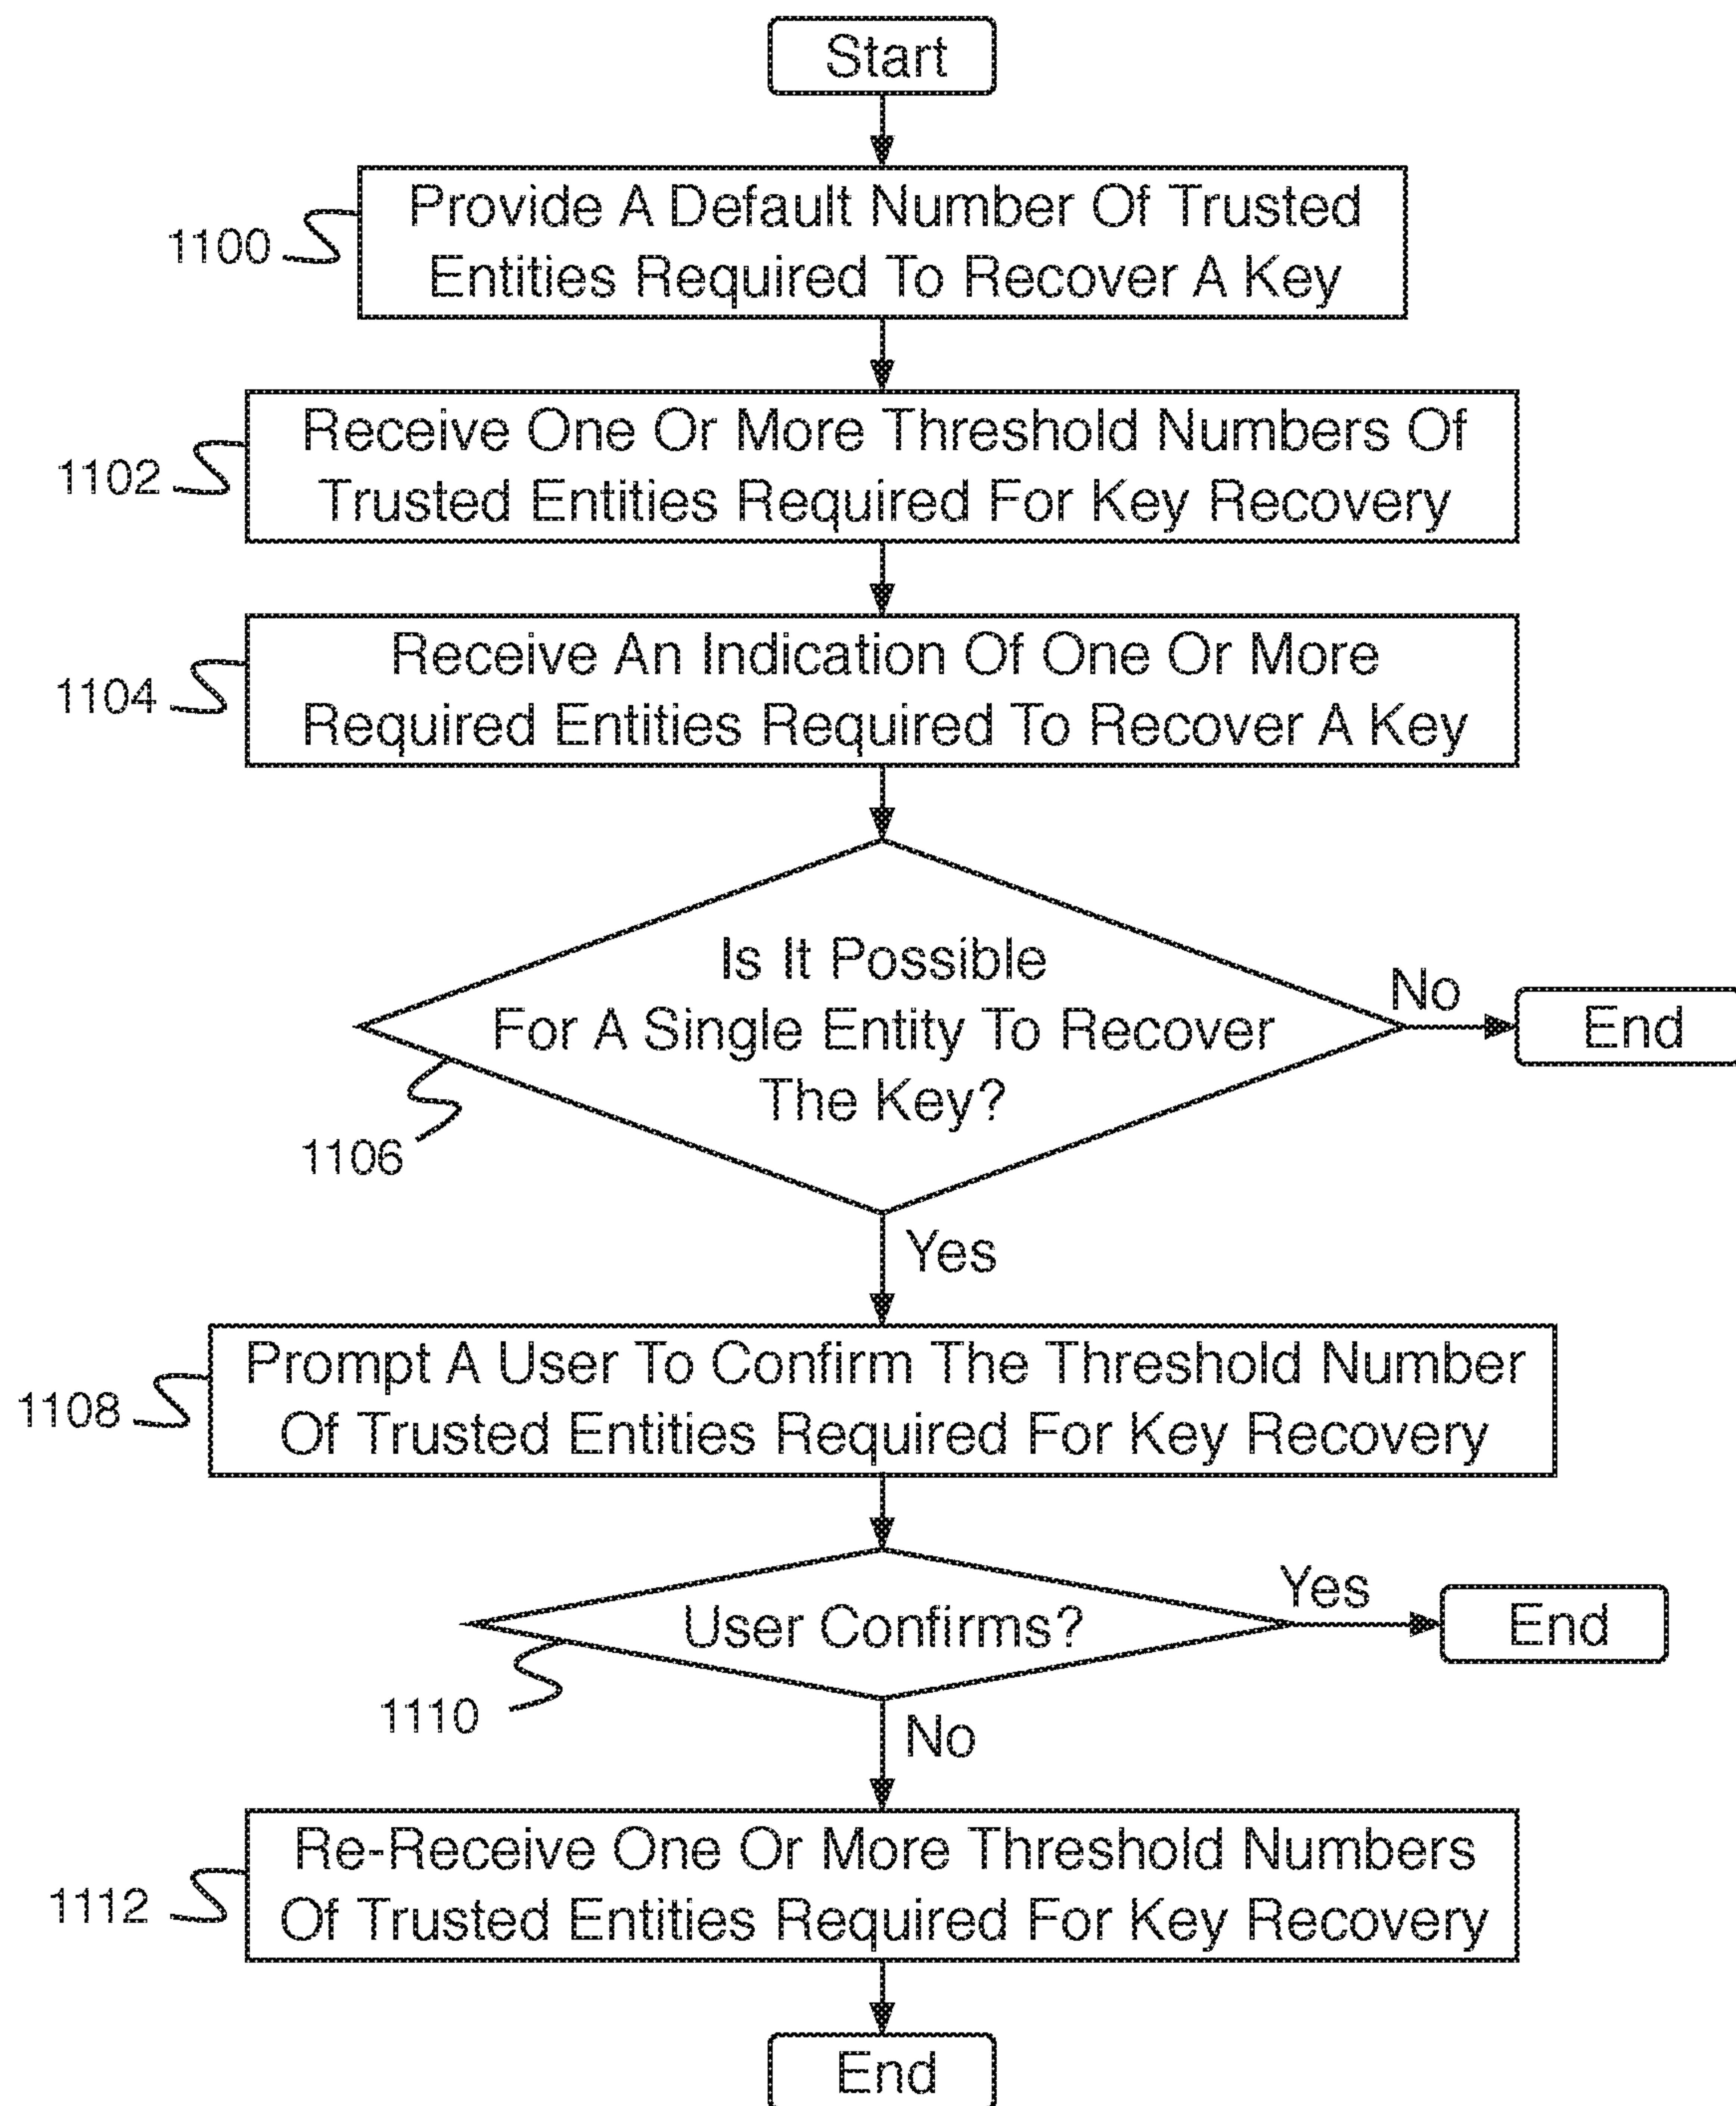 Start
Provide A Default Number Of Trusted
Entities Required To Recover A Key
1100
Receive One Or More Threshold Numbers Of
Trusted Entities Required For Key Recovery
1102
Receive An Indication Of One Or More
Required Entities Required To Recover A Key
1104
Is It Possible
For A Single Entity To Recover
The Key?
No
End
1106
Yes
Prompt A User To Confirm The Threshold Number
Of Trusted Entities Required For Key Recovery
1108
User Confirms?
Yes
End
1110
No
Re-Receive One Or More Threshold Numbers
Of Trusted Entities Required For Key Recovery
1112
End